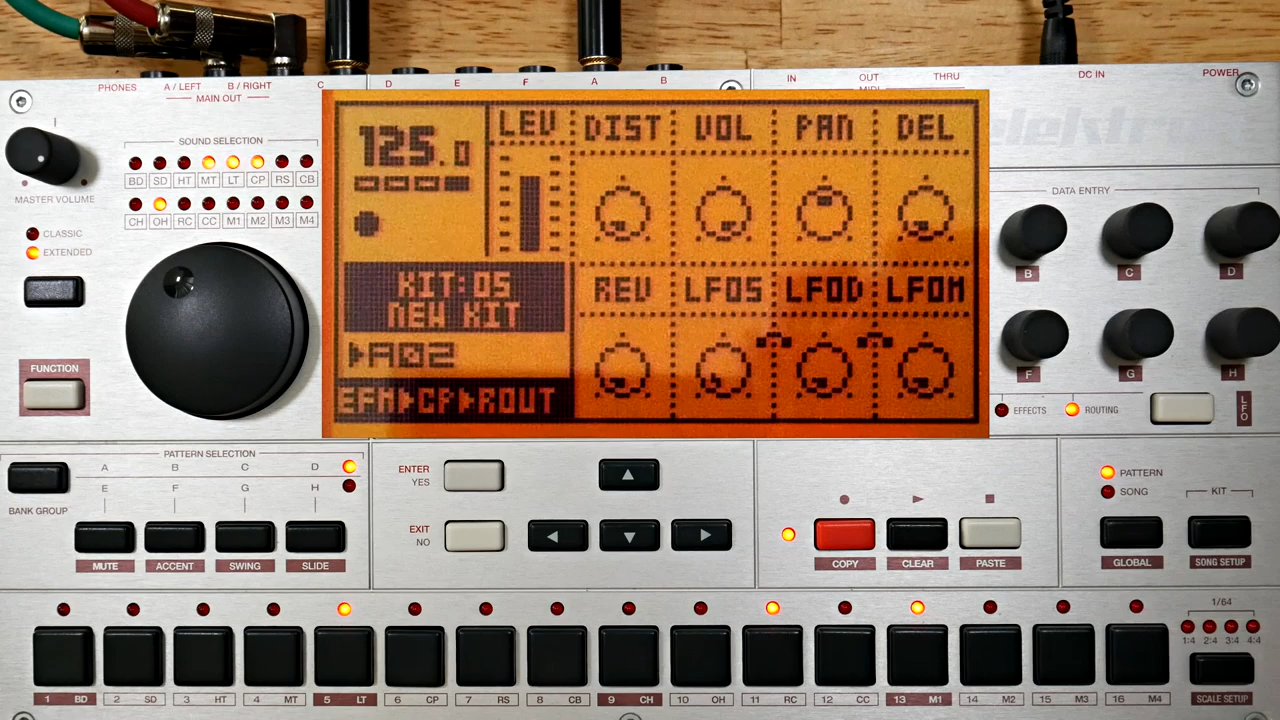 PHONES A / LEFT B / RIGHT C D E F A B IN OUT THRU DC IN POWER
MAIN OUT MIDI
elektron
SOUND SELECTION
BD SD HT MT LT CP RS CB
CH OH RC CC M1 M2 M3 M4
MASTER VOLUME
CLASSIC
EXTENDED
FUNCTION
125.0
LEV DIST VOL PAN DEL
KIT:05
NEW KIT
A02
EFM CP ROUT
REV LFOS LFOD LFOM
DATA ENTRY
B C D
F G H
EFFECTS ROUTING LFO
PATTERN SELECTION
A B C D
E F G H
BANK GROUP
MUTE ACCENT SWING SLIDE
ENTER
YES
EXIT
NO
COPY CLEAR PASTE
PATTERN
SONG
KIT
GLOBAL SONG SETUP
1/64
1:4 2:4 3:4 4:4
SCALE SETUP
1 BD 2 SD 3 HT 4 MT 5 LT 6 CP 7 RS 8 CB 9 CH 10 OH 11 RC 12 CC 13 M1 14 M2 15 M3 16 M4